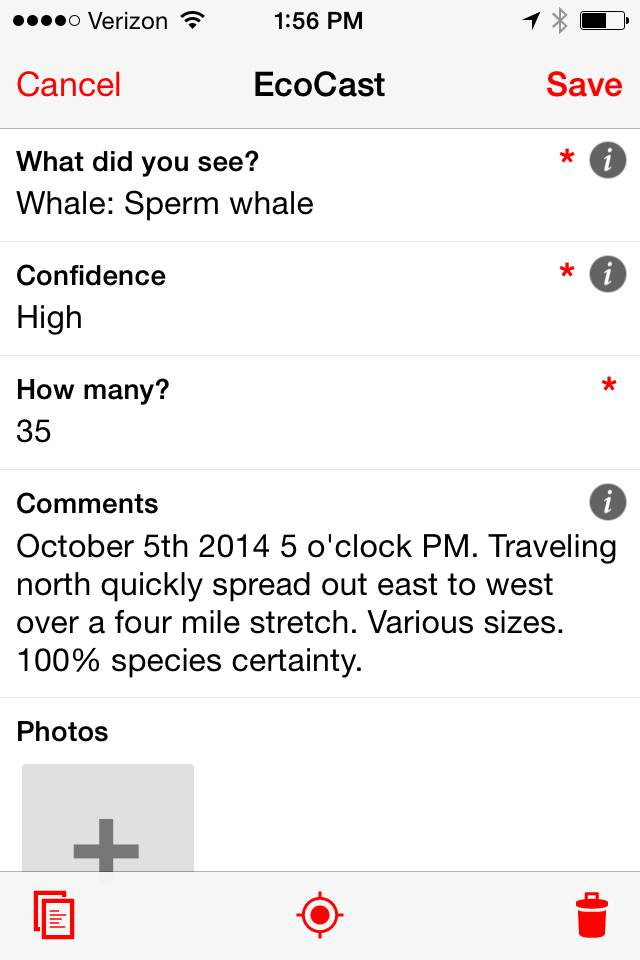 Verizon 1:56 PM
Cancel EcoCast Save
What did you see? * i
Whale: Sperm whale
Confidence * i
High
How many? *
35
Comments i
October 5th 2014 5 o'clock PM. Traveling
north quickly spread out east to west
over a four mile stretch. Various sizes.
100% species certainty.
Photos